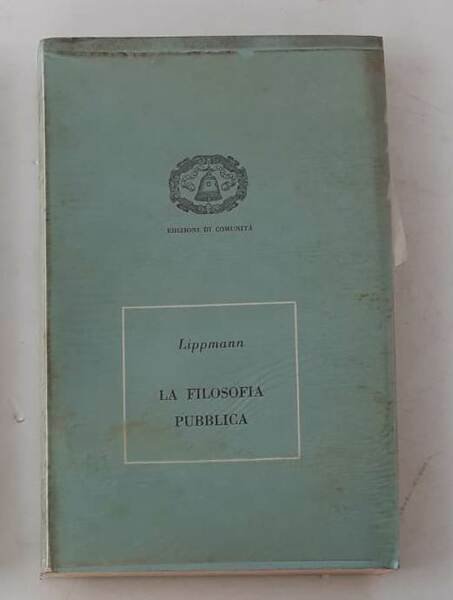 EDIZIONI DI COMUNITÀ
Lippmann
LA FILOSOFIA
PUBBLICA